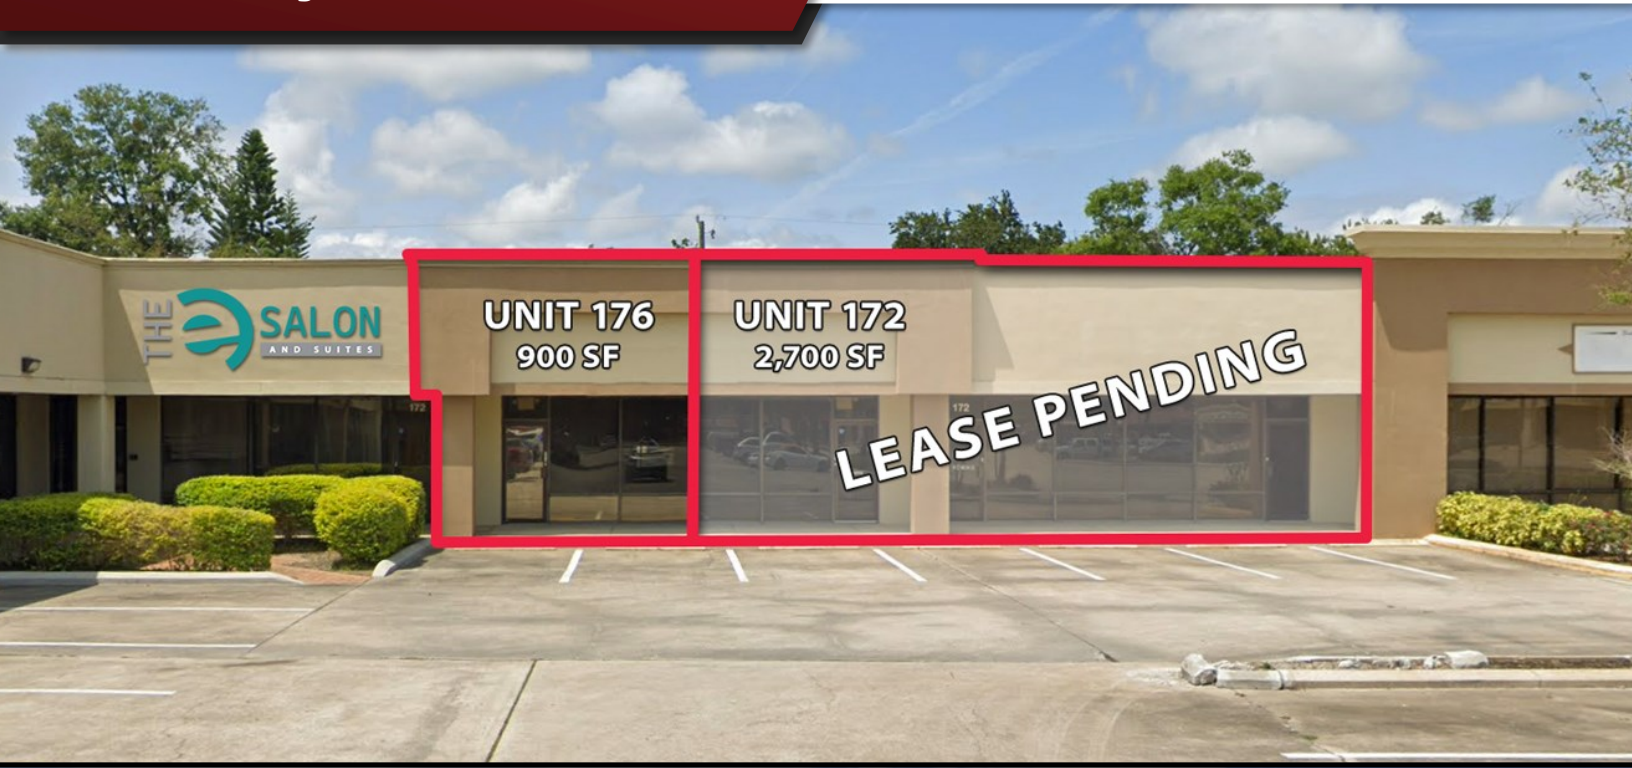 THE
SALON
AND SUITES
UNIT 176
900 SF
UNIT 172
2,700 SF
LEASE PENDING
172
172